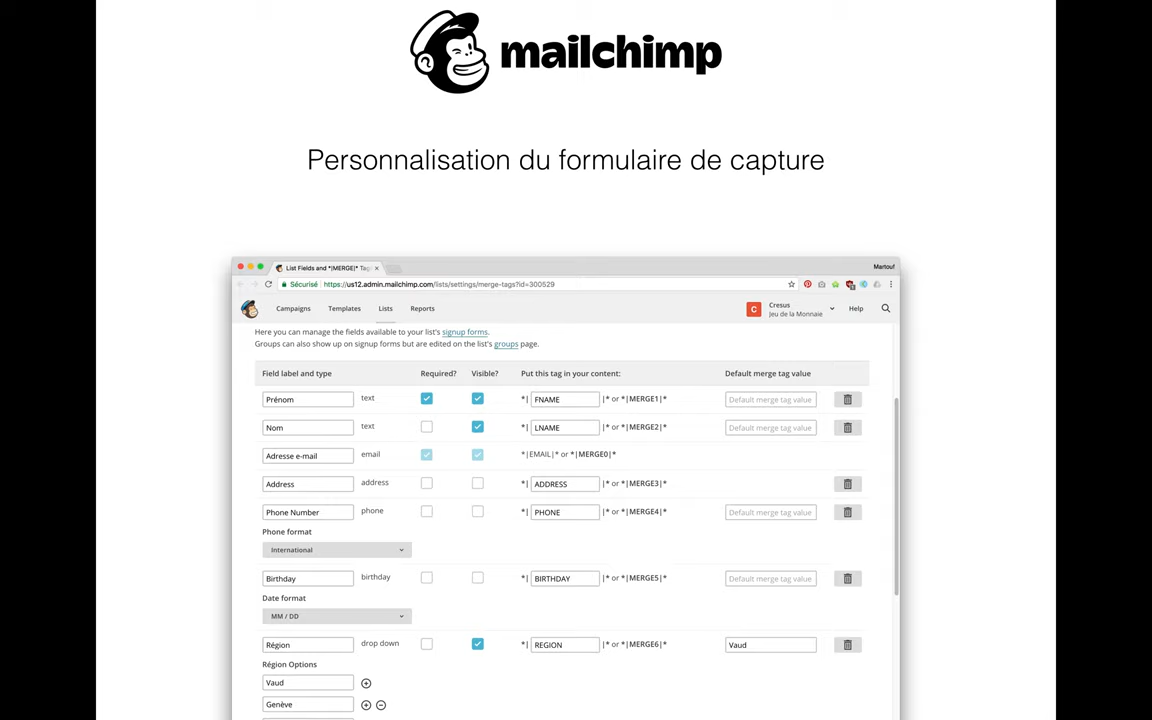 mailchimp
Personnalisation du formulaire de capture
List Fields and *|MERGE|* Tag
Martouf
Sécurisé https://us12.admin.mailchimp.com/lists/settings/merge-tags?id=300529
Campaigns Templates Lists Reports
C Cresus Help
Jeu de la Monnaie
Here you can manage the fields available to your list's signup forms.
Groups can also show up on signup forms but are edited on the list's groups page.
Field label and type Required? Visible? Put this tag in your content: Default merge tag value
Prénom text *| FNAME |* or *|MERGE1|* Default merge tag value
Nom text *| LNAME |* or *|MERGE2|* Default merge tag value
Adresse e-mail email *|EMAIL|* or *|MERGE0|*
Address address *| ADDRESS |* or *|MERGE3|*
Phone Number phone *| PHONE |* or *|MERGE4|* Default merge tag value
Phone format
International
Birthday birthday *| BIRTHDAY |* or *|MERGE5|* Default merge tag value
Date format
MM / DD
Région drop down *| REGION |* or *|MERGE6|* Vaud
Région Options
Vaud
Genève